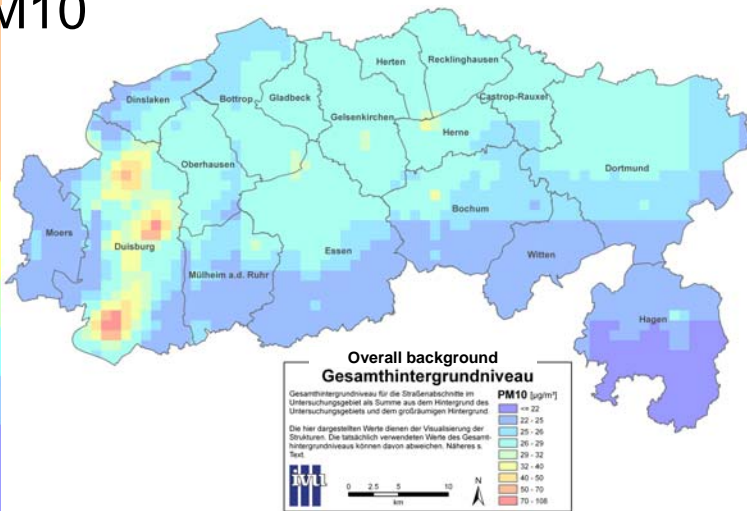 M10
Herten
Recklinghausen
Dinslaken
Bottrop
Gladbeck
Castrop-Rauxel
Gelsenkirchen
Herne
Oberhausen
Dortmund
Bochum
Moers
Duisburg
Essen
Witten
Mülheim a.d. Ruhr
Hagen
Overall background
Gesamthintergrundniveau
Gesamthintergrundniveau für die Straßenabschnitte im
Untersuchungsgebiet als Summe aus dem Hintergrund des
Untersuchungsgebiets und dem großräumigen Hintergrund.
Die hier dargestellten Werte dienen der Visualisierung der
Strukturen. Die tatsächlich verwendeten Werte des Gesamt-
hintergrundniveaus können davon abweichen. Näheres s.
Text.
PM10 [µg/m³]
<= 22
22 - 25
25 - 26
26 - 29
29 - 32
32 - 40
40 - 50
50 - 70
70 - 108
ivu
0 2.5 5 10
km
N